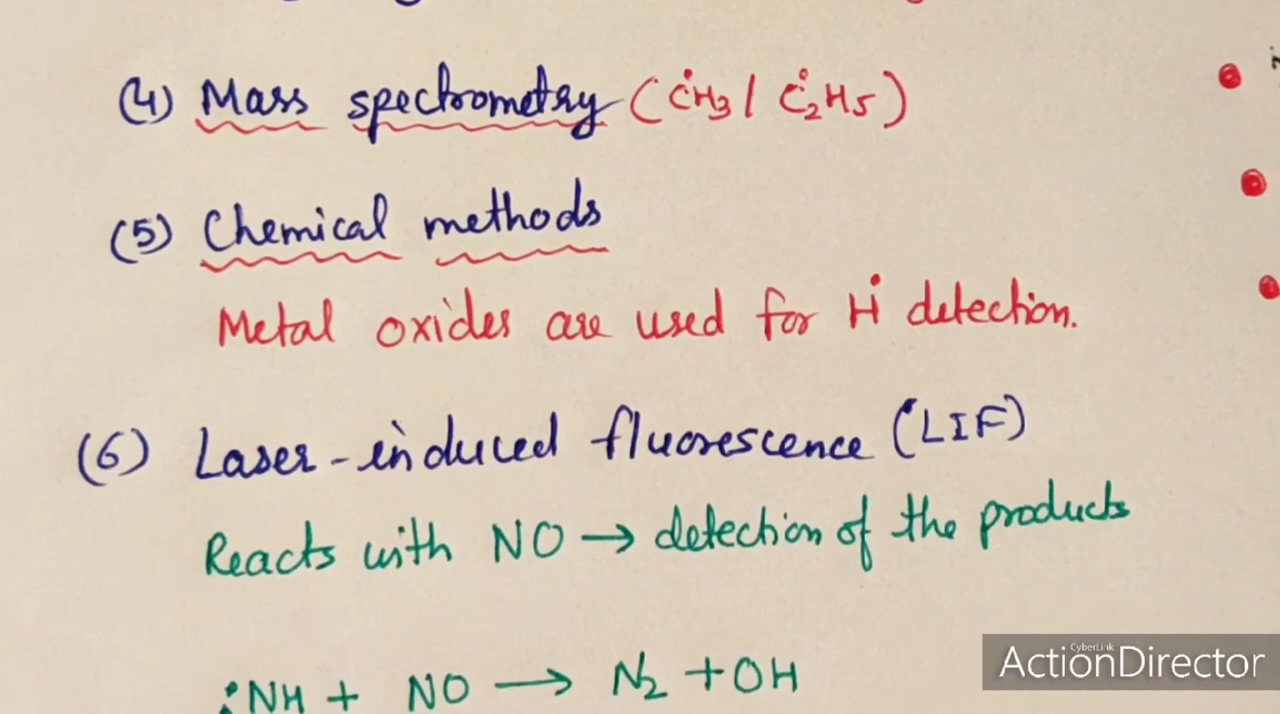 (4) Mass spectrometry (ĊH₃ / Ċ₂H₅)
(5) Chemical methods
Metal oxides are used for Ḣ detection.
(6) Laser-induced fluorescence (LIF)
Reacts with NO → detection of the products
:NH + NO → N₂ + OH
CyberLink
ActionDirector